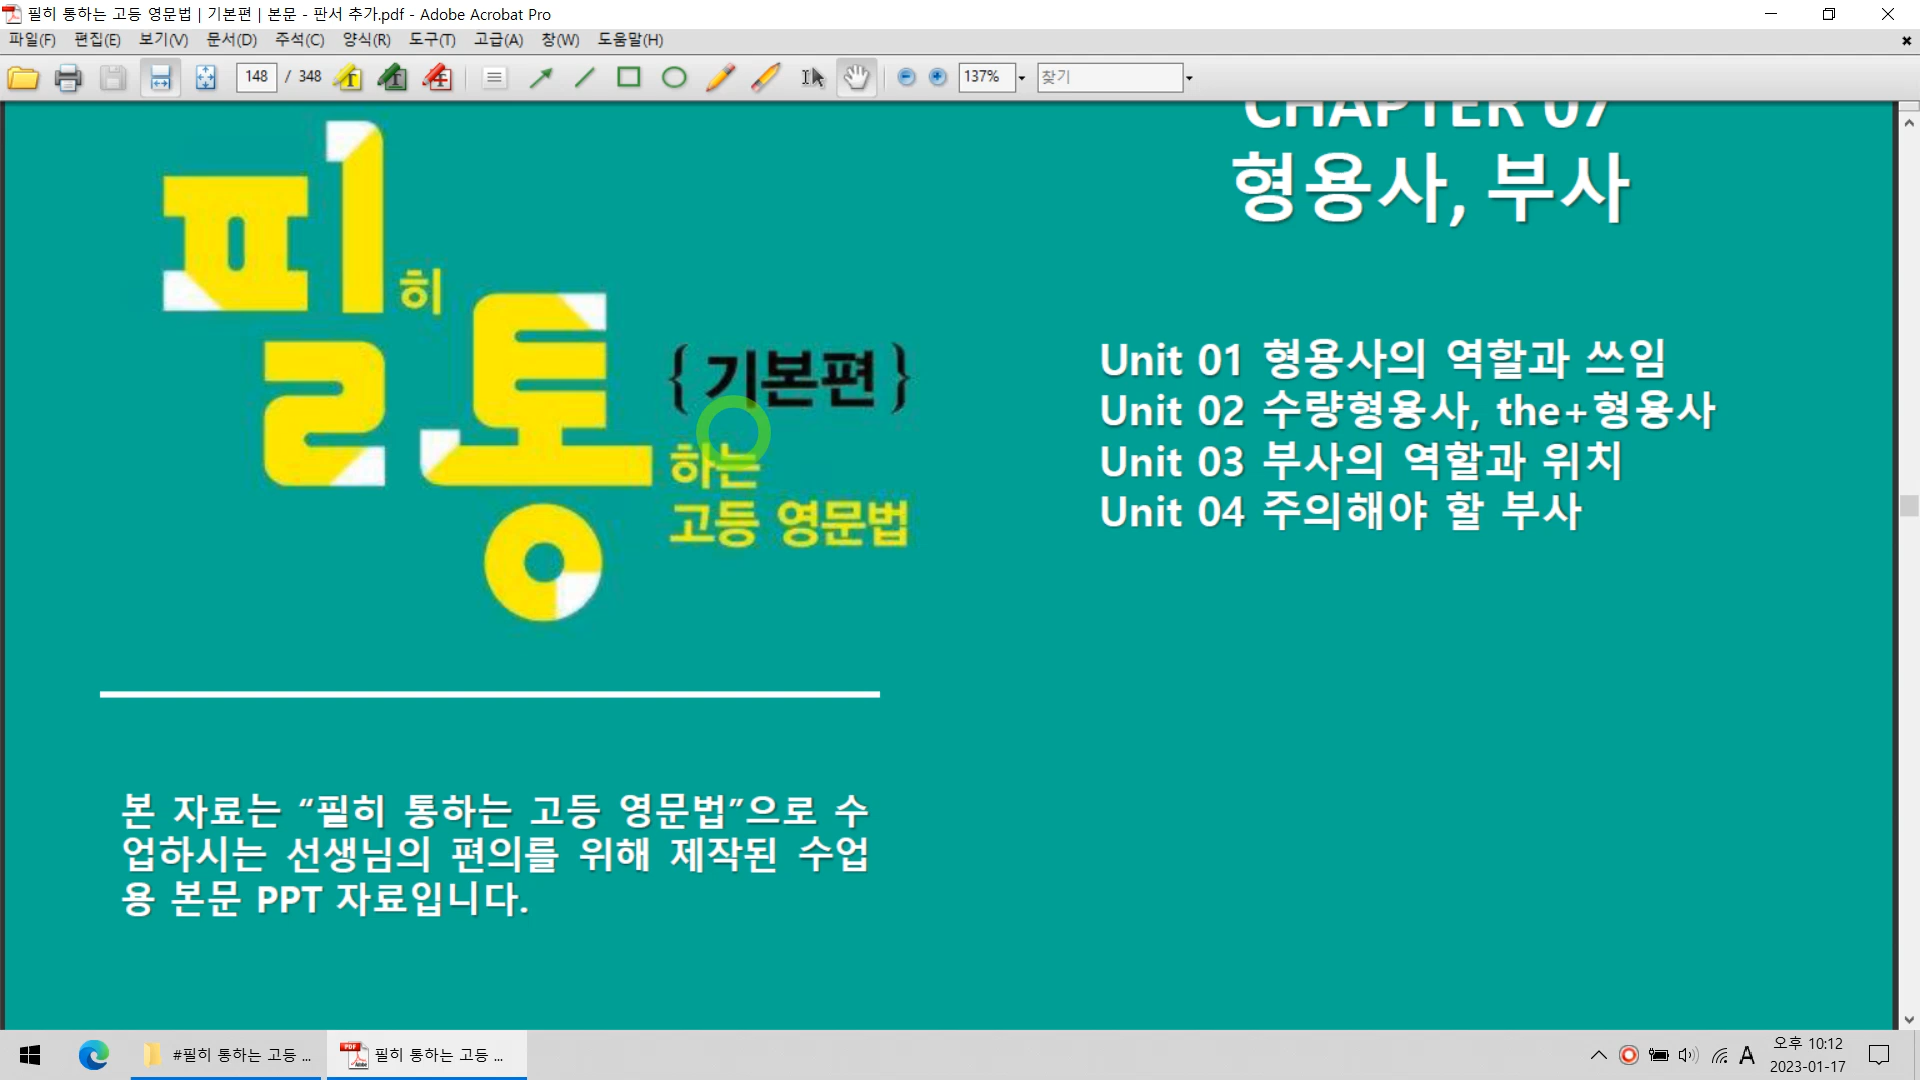 필히 통하는 고등 영문법 | 기본편 | 본문 - 판서 추가.pdf - Adobe Acrobat Pro
파일(F) 편집(E) 보기(V) 문서(D) 주석(C) 양식(R) 도구(T) 고급(A) 창(W) 도움말(H)
148 / 348 137% 찾기
CHAPTER 07
형용사, 부사
필히
통
{ 기본편 }
하는
고등 영문법
Unit 01 형용사의 역할과 쓰임
Unit 02 수량형용사, the+형용사
Unit 03 부사의 역할과 위치
Unit 04 주의해야 할 부사
본 자료는 “필히 통하는 고등 영문법”으로 수
업하시는 선생님의 편의를 위해 제작된 수업
용 본문 PPT 자료입니다.
#필히 통하는 고등 ...
필히 통하는 고등 ...
A
오후 10:12
2023-01-17